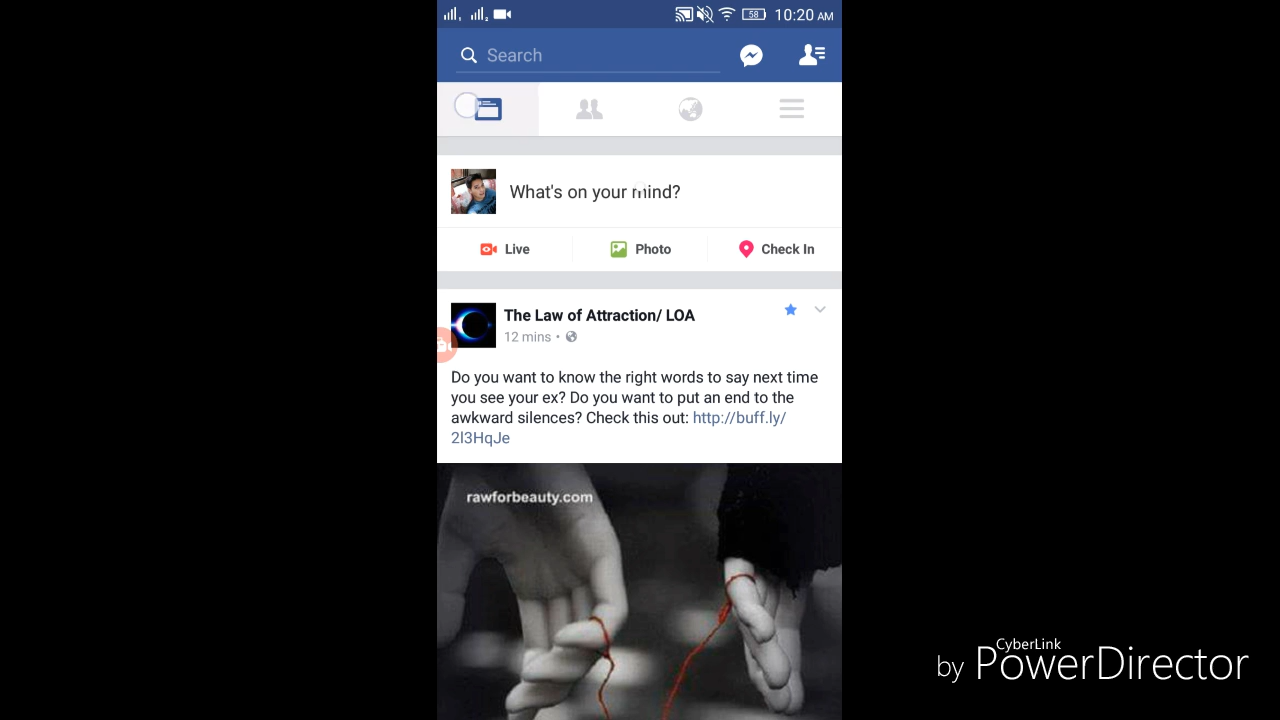 58 10:20 AM
Search
What's on your mind?
Live Photo Check In
The Law of Attraction/ LOA
12 mins •
Do you want to know the right words to say next time
you see your ex? Do you want to put an end to the
awkward silences? Check this out: http://buff.ly/
2l3HqJe
rawforbeauty.com
CyberLink
by PowerDirector